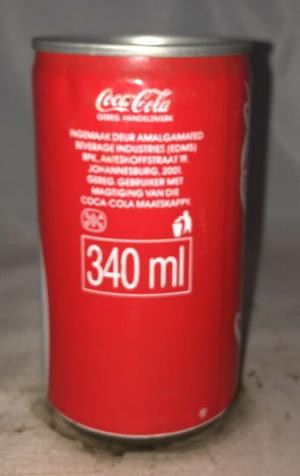 Coca-Cola
GEREG. HANDELSMERK
INGEMAAK DEUR AMALGAMATED
BEVERAGE INDUSTRIES (EDMS)
BPK., AMESHOFFSTRAAT 19,
JOHANNESBURG, 2001.
GEREG. GEBRUIKER MET
MAGTIGING VAN DIE
COCA-COLA MAATSKAPPY.
340 ml